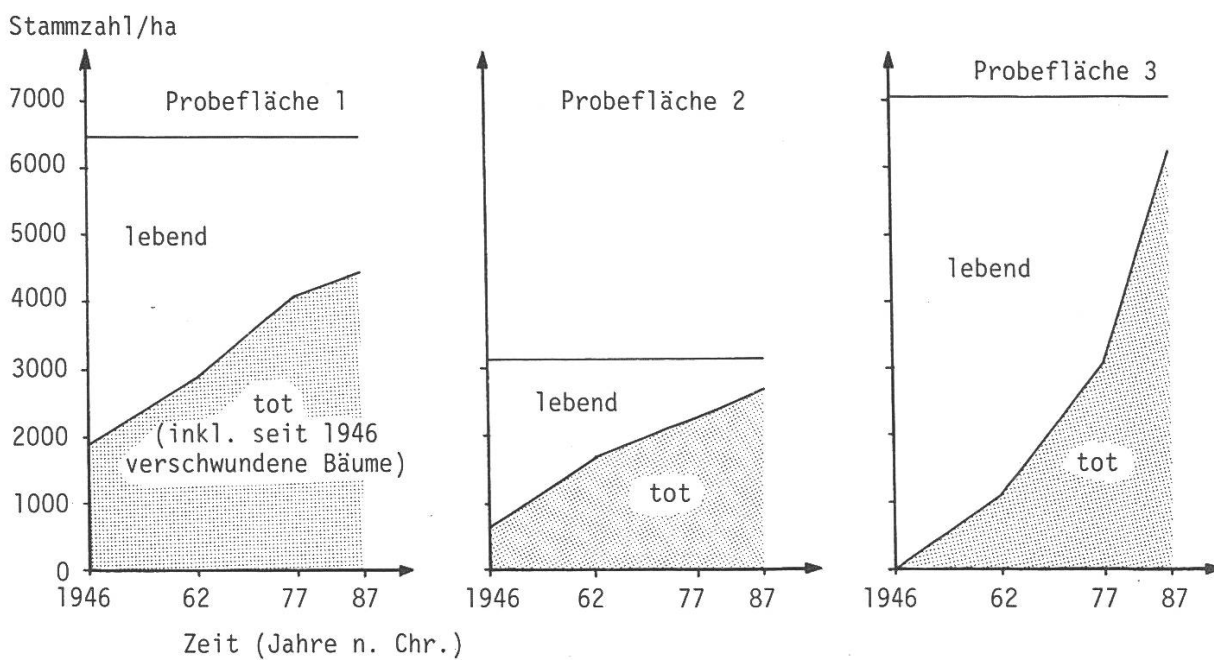 Stammzahl/ha
7000
6000
5000
4000
3000
2000
1000
0
Probefläche 1
lebend
tot
(inkl. seit 1946
verschwundene Bäume)
1946 62 77 87
Zeit (Jahre n. Chr.)
Probefläche 2
lebend
tot
1946 62 77 87
Probefläche 3
lebend
tot
1946 62 77 87